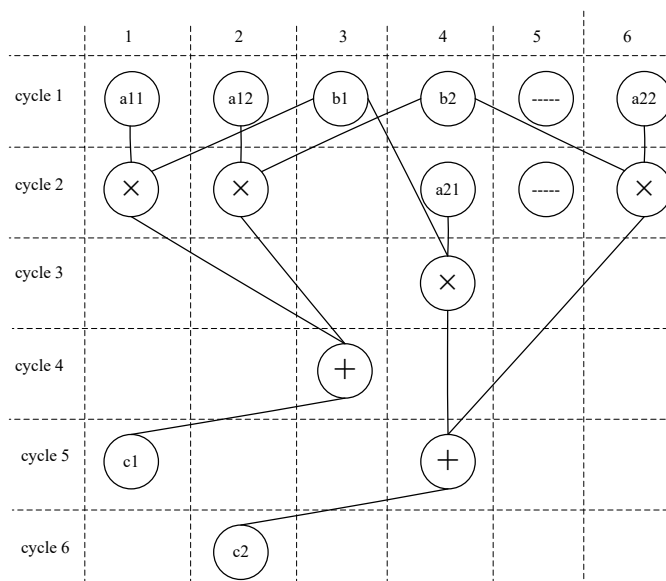 1 2 3 4 5 6
cycle 1 a11 a12 b1 b2 ----- a22
cycle 2 × × a21 ----- ×
cycle 3 ×
cycle 4 +
cycle 5 c1 +
cycle 6 c2